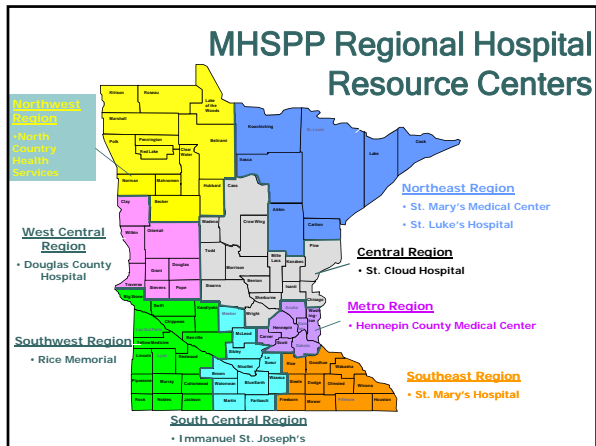 MHSPP Regional Hospital
Resource Centers
Northwest
Region
•North
Country
Health
Services
West Central
Region
• Douglas County
Hospital
Southwest Region
• Rice Memorial
South Central Region
• Immanuel St. Joseph's
Northeast Region
• St. Mary's Medical Center
• St. Luke's Hospital
Central Region
• St. Cloud Hospital
Metro Region
• Hennepin County Medical Center
Southeast Region
• St. Mary's Hospital
Kittson
Roseau
Lake
of the
Woods
Marshall
Koochiching
St. Louis
Cook
Lake
Polk
Pennington
Red Lake
Clear
Water
Beltrami
Itasca
Norman
Mahnomen
Hubbard
Cass
Clay
Becker
Aitkin
Carlton
Wadena
Crow Wing
Wilkin
Ottertail
Pine
Todd
Mille
Lacs
Kanabec
Grant
Douglas
Morrison
Benton
Isanti
Traverse
Stevens
Pope
Stearns
Sherburne
Chisago
Big Stone
Swift
Kandiyohi
Meeker
Wright
Anoka
Hennepin
Chippewa
McLeod
Carver
Scott
Dakota
Renville
Sibley
Yellow Medicine
Lincoln
Lyon
Redwood
Nicollet
Le
Sueur
Rice
Goodhue
Wabasha
Brown
Pipestone
Murray
Cottonwood
Watonwan
Blue Earth
Waseca
Steele
Dodge
Olmsted
Winona
Rock
Nobles
Jackson
Martin
Faribault
Freeborn
Mower
Fillmore
Houston